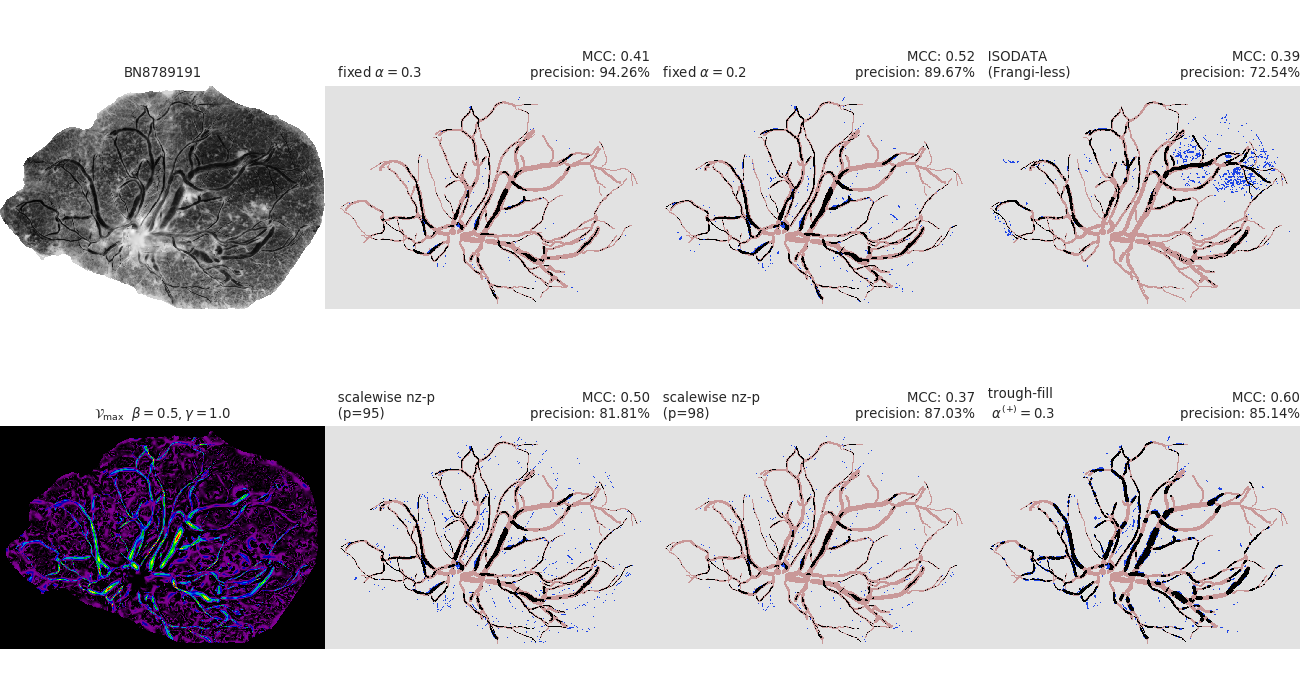 BN8789191
fixed α = 0.3
MCC: 0.41
precision: 94.26%
fixed α = 0.2
MCC: 0.52
precision: 89.67%
ISODATA
(Frangi-less)
MCC: 0.39
precision: 72.54%
𝒱max β = 0.5, γ = 1.0
scalewise nz-p
(p=95)
MCC: 0.50
precision: 81.81%
scalewise nz-p
(p=98)
MCC: 0.37
precision: 87.03%
trough-fill
α(+) = 0.3
MCC: 0.60
precision: 85.14%